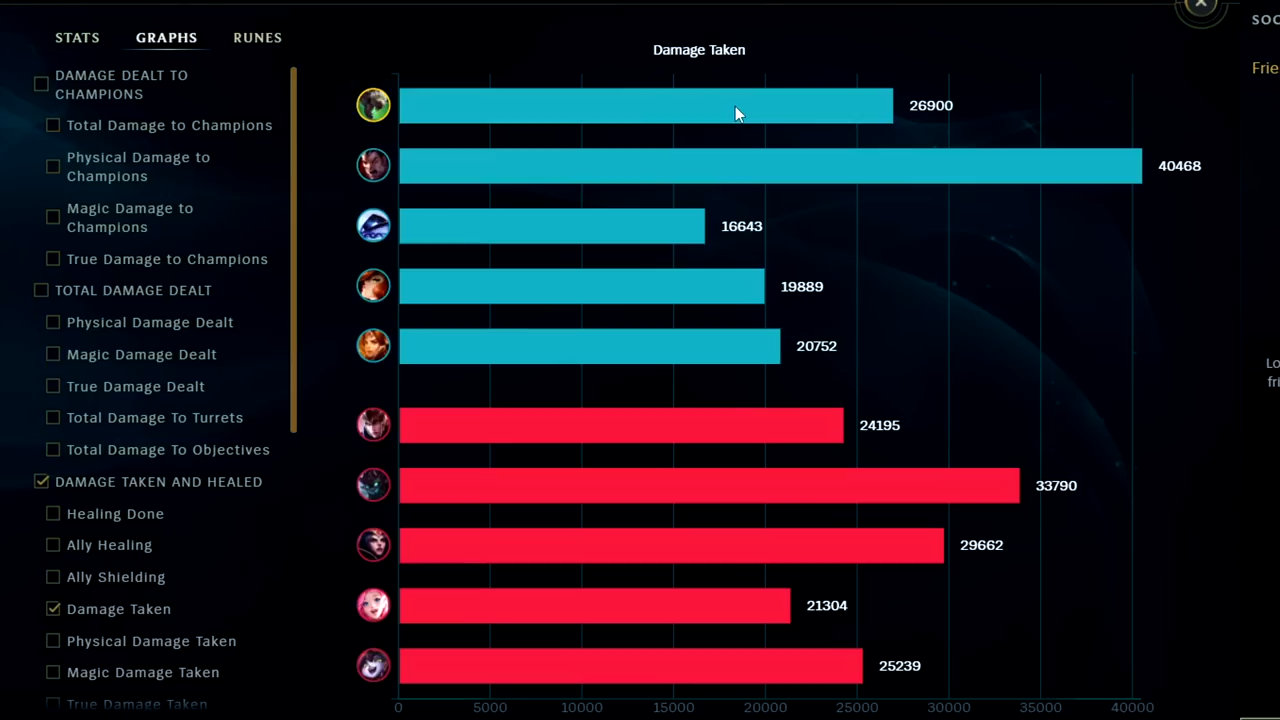 STATS GRAPHS RUNES
SOC
Damage Taken
Frie
DAMAGE DEALT TO
CHAMPIONS
Total Damage to Champions
Physical Damage to
Champions
Magic Damage to
Champions
True Damage to Champions
TOTAL DAMAGE DEALT
Physical Damage Dealt
Magic Damage Dealt
True Damage Dealt
Total Damage To Turrets
Total Damage To Objectives
DAMAGE TAKEN AND HEALED
Healing Done
Ally Healing
Ally Shielding
Damage Taken
Physical Damage Taken
Magic Damage Taken
True Damage Taken
26900
40468
16643
19889
20752
24195
33790
29662
21304
25239
0 5000 10000 15000 20000 25000 30000 35000 40000
Lo
fri